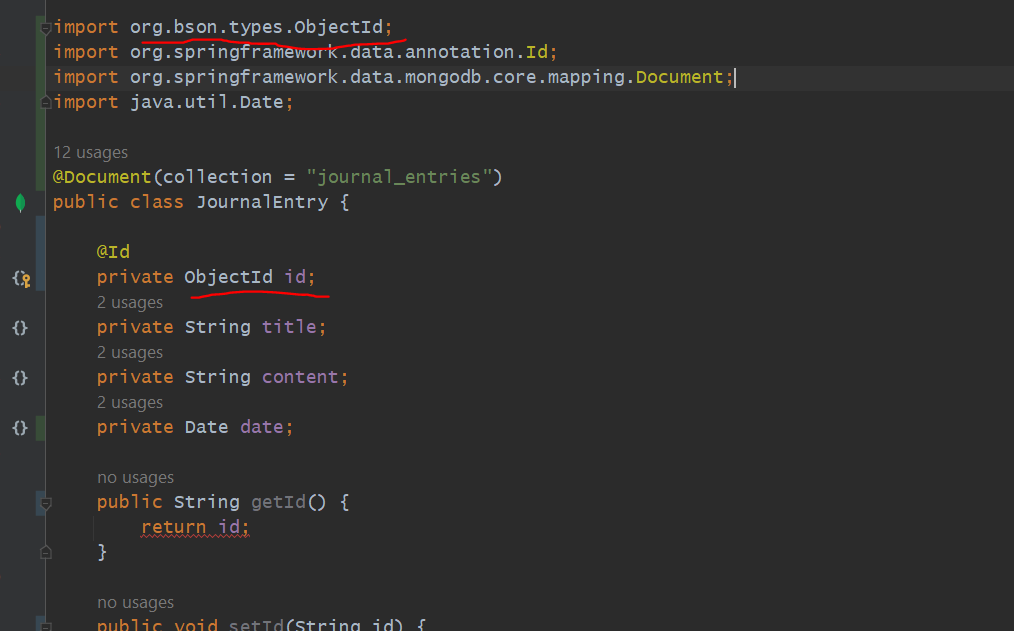 import org.bson.types.ObjectId;
import org.springframework.data.annotation.Id;
import org.springframework.data.mongodb.core.mapping.Document;
import java.util.Date;
12 usages
@Document(collection = "journal_entries")
public class JournalEntry {
@Id
private ObjectId id;
2 usages
private String title;
2 usages
private String content;
2 usages
private Date date;
no usages
public String getId() {
return id;
}
no usages
public void setId(String id) {